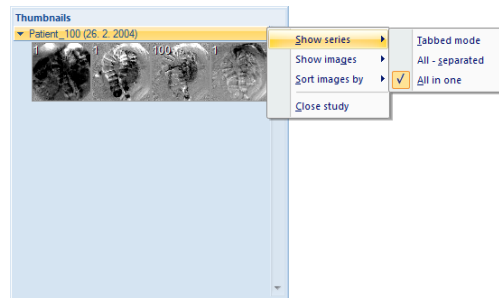 Thumbnails
Patient_100 (26. 2. 2004)
1 1 100 1
Show series
Show images
Sort images by
Close study
Tabbed mode
All - separated
All in one